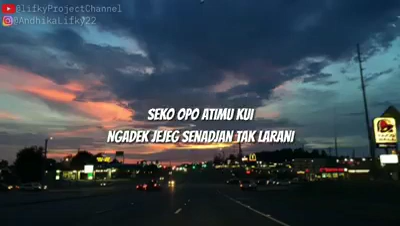 @lifkyProjectChannel
@AndhikaLifky22
SEKO OPO ATIMU KUI
NGADEK JEJEG SENADJAN TAK LARANI